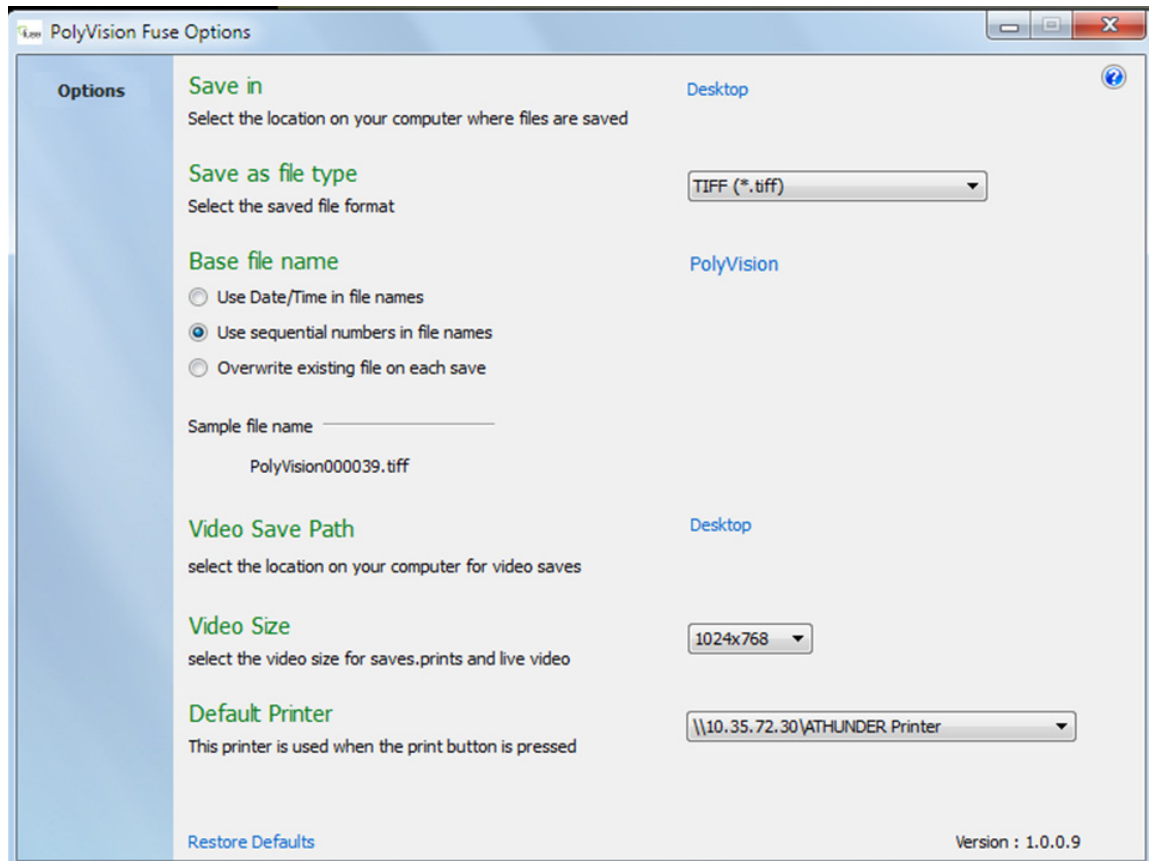 PolyVision Fuse Options
Options
Save in
Desktop
Select the location on your computer where files are saved
Save as file type
TIFF (*.tiff)
Select the saved file format
Base file name
PolyVision
Use Date/Time in file names
Use sequential numbers in file names
Overwrite existing file on each save
Sample file name
PolyVision000039.tiff
Video Save Path
Desktop
select the location on your computer for video saves
Video Size
1024x768
select the video size for saves.prints and live video
Default Printer
\\10.35.72.30\ATHUNDER Printer
This printer is used when the print button is pressed
Restore Defaults
Version : 1.0.0.9